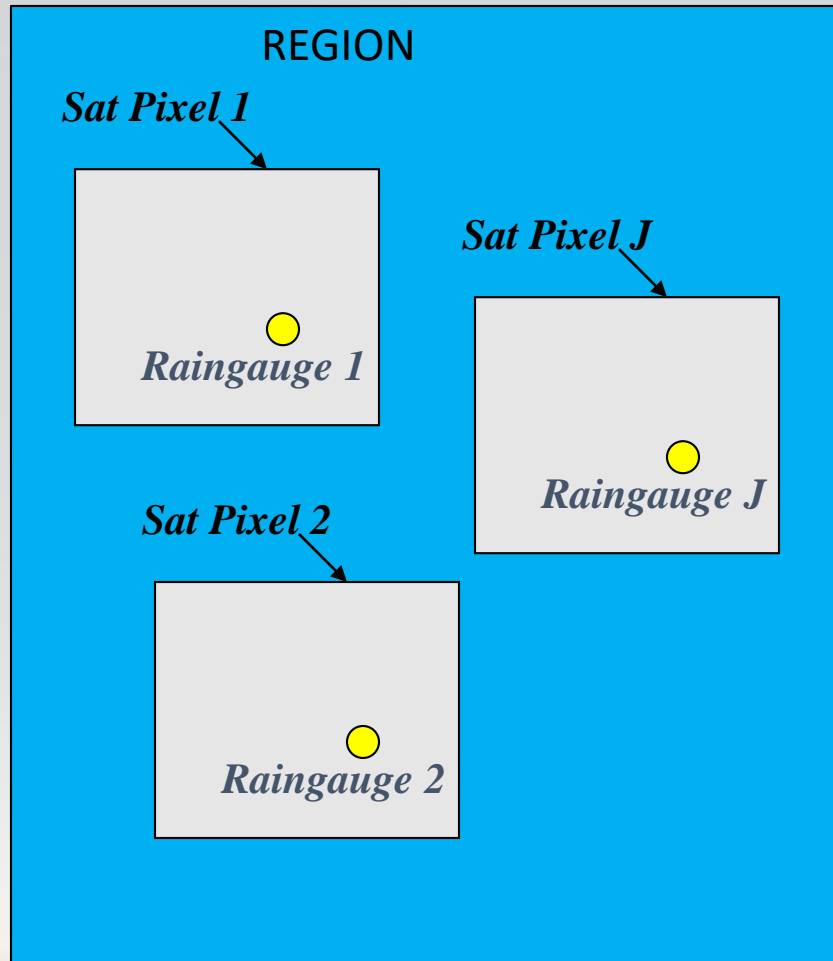 REGION
Sat Pixel 1
Raingauge 1
Sat Pixel J
Raingauge J
Sat Pixel 2
Raingauge 2